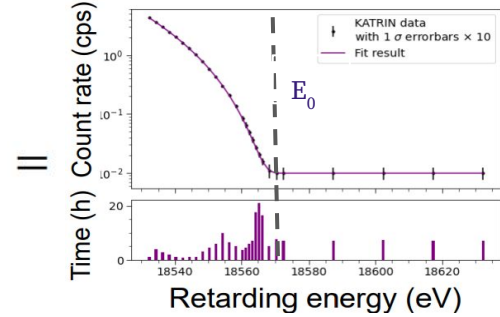 =
Count rate (cps)
10⁰
10⁻¹
10⁻²
KATRIN data
with 1 σ errorbars × 10
Fit result
E₀
Time (h)
20
0
18540 18560 18580 18600 18620
Retarding energy (eV)